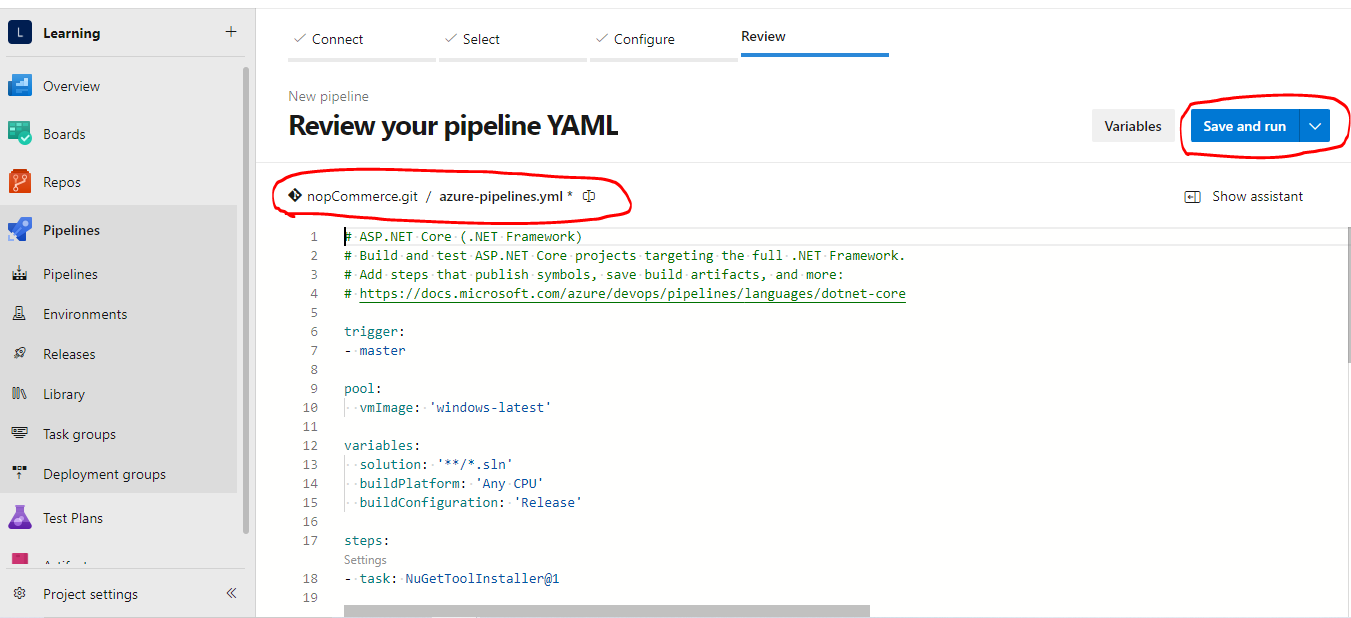 L Learning +
Overview
Boards
Repos
Pipelines
Pipelines
Environments
Releases
Library
Task groups
Deployment groups
Test Plans
Project settings
Connect
Select
Configure
Review
New pipeline
Review your pipeline YAML
Variables
Save and run
nopCommerce.git / azure-pipelines.yml *
Show assistant
1 # ASP.NET Core (.NET Framework)
2 # Build and test ASP.NET Core projects targeting the full .NET Framework.
3 # Add steps that publish symbols, save build artifacts, and more:
4 # https://docs.microsoft.com/azure/devops/pipelines/languages/dotnet-core
5
6 trigger:
7 - master
8
9 pool:
10   vmImage: 'windows-latest'
11
12 variables:
13   solution: '**/*.sln'
14   buildPlatform: 'Any CPU'
15   buildConfiguration: 'Release'
16
17 steps:
Settings
18 - task: NuGetToolInstaller@1
19